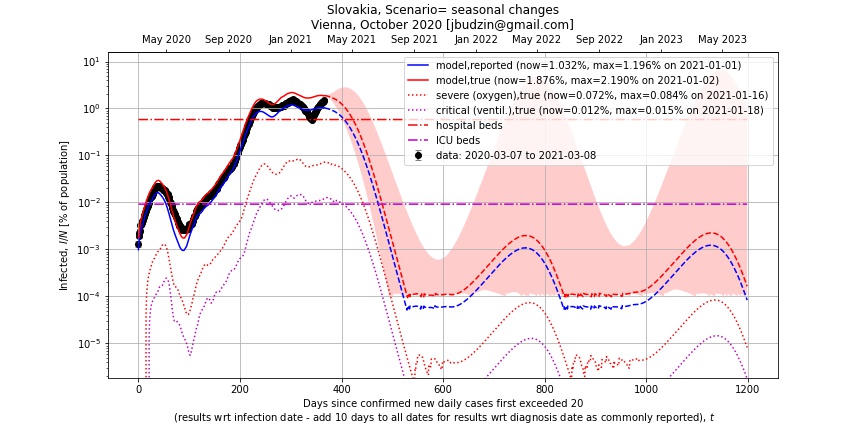 Slovakia, Scenario= seasonal changes
Vienna, October 2020 [jbudzin@gmail.com]
May 2020 Sep 2020 Jan 2021 May 2021 Sep 2021 Jan 2022 May 2022 Sep 2022 Jan 2023 May 2023
model,reported (now=1.032%, max=1.196% on 2021-01-01)
model,true (now=1.876%, max=2.190% on 2021-01-02)
severe (oxygen),true (now=0.072%, max=0.084% on 2021-01-16)
critical (ventil.),true (now=0.012%, max=0.015% on 2021-01-18)
hospital beds
ICU beds
data: 2020-03-07 to 2021-03-08
Infected, I/N [% of population]
10¹
10⁰
10⁻¹
10⁻²
10⁻³
10⁻⁴
10⁻⁵
0 200 400 600 800 1000 1200
Days since confirmed new daily cases first exceeded 20
(results wrt infection date - add 10 days to all dates for results wrt diagnosis date as commonly reported), t